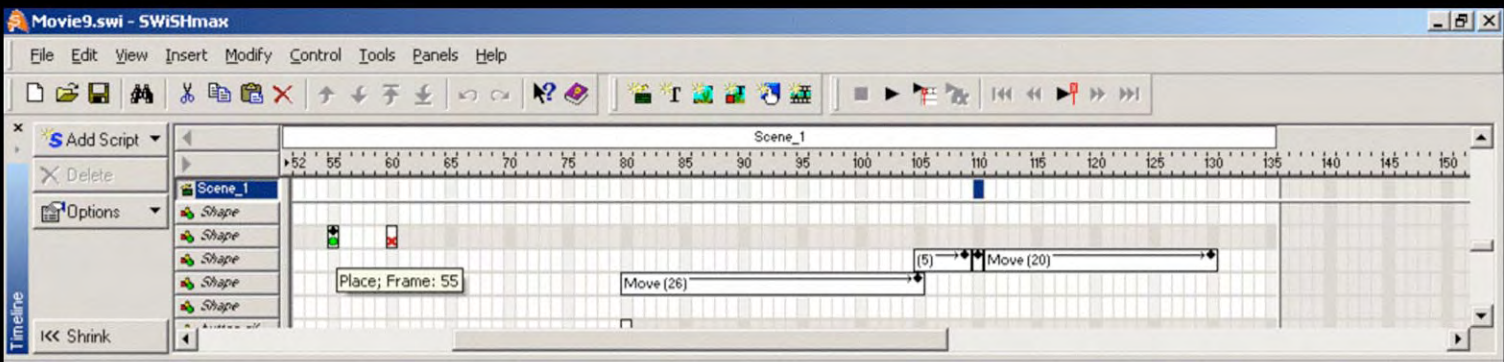 Movie9.swi - SWiSHmax
File Edit View Insert Modify Control Tools Panels Help
Add Script
Scene_1
52 55 60 65 70 75 80 85 90 95 100 105 110 115 120 125 130 135 140 145 150
Delete
Scene_1
Options
Shape
Shape
Shape
(5) Move (20)
Shape
Place; Frame: 55
Move (26)
Shape
Timeline
Shrink